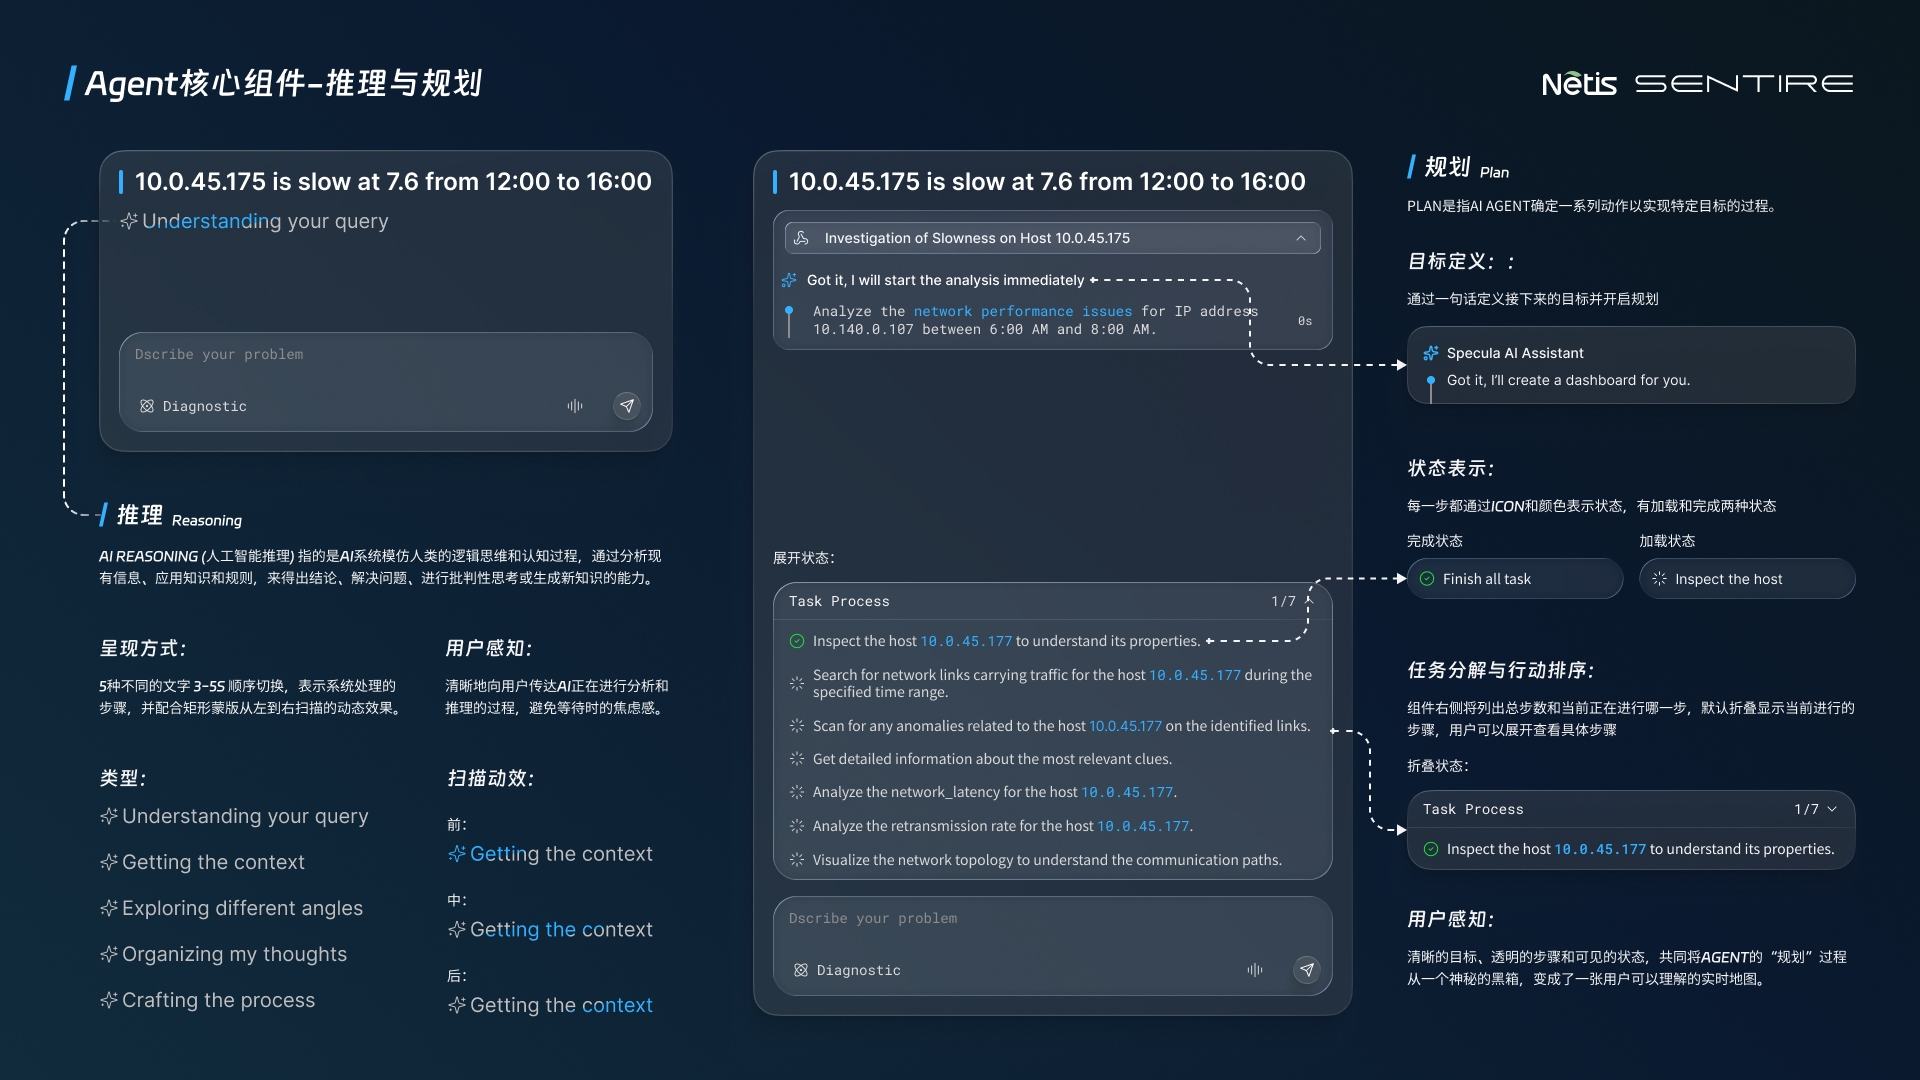 Agent核心组件-推理与规划
Netis SENTIRE
10.0.45.175 is slow at 7.6 from 12:00 to 16:00
Understanding your query
Dscribe your problem
Diagnostic
推理 Reasoning
AI REASONING (人工智能推理) 指的是AI系统模仿人类的逻辑思维和认知过程，通过分析现
有信息、应用知识和规则，来得出结论、解决问题、进行批判性思考或生成新知识的能力。
呈现方式：
5种不同的文字 3-5S 顺序切换，表示系统处理的
步骤，并配合矩形蒙版从左到右扫描的动态效果。
用户感知：
清晰地向用户传达AI正在进行分析和
推理的过程，避免等待时的焦虑感。
类型：
Understanding your query
Getting the context
Exploring different angles
Organizing my thoughts
Crafting the process
扫描动效：
前：
Getting the context
中：
Getting the context
后：
Getting the context
10.0.45.175 is slow at 7.6 from 12:00 to 16:00
Investigation of Slowness on Host 10.0.45.175
Got it, I will start the analysis immediately
Analyze the network performance issues for IP address
10.140.0.107 between 6:00 AM and 8:00 AM.
0s
展开状态：
Task Process 1/7
Inspect the host 10.0.45.177 to understand its properties.
Search for network links carrying traffic for the host 10.0.45.177 during the
specified time range.
Scan for any anomalies related to the host 10.0.45.177 on the identified links.
Get detailed information about the most relevant clues.
Analyze the network_latency for the host 10.0.45.177.
Analyze the retransmission rate for the host 10.0.45.177.
Visualize the network topology to understand the communication paths.
Dscribe your problem
Diagnostic
规划 Plan
PLAN是指AI AGENT确定一系列动作以实现特定目标的过程。
目标定义：：
通过一句话定义接下来的目标并开启规划
Specula AI Assistant
Got it, I'll create a dashboard for you.
状态表示：
每一步都通过ICON和颜色表示状态，有加载和完成两种状态
完成状态
Finish all task
加载状态
Inspect the host
任务分解与行动排序：
组件右侧将列出总步数和当前正在进行哪一步，默认折叠显示当前进行的
步骤，用户可以展开查看具体步骤
折叠状态：
Task Process 1/7
Inspect the host 10.0.45.177 to understand its properties.
用户感知：
清晰的目标、透明的步骤和可见的状态，共同将AGENT的“规划”过程
从一个神秘的黑箱，变成了一张用户可以理解的实时地图。